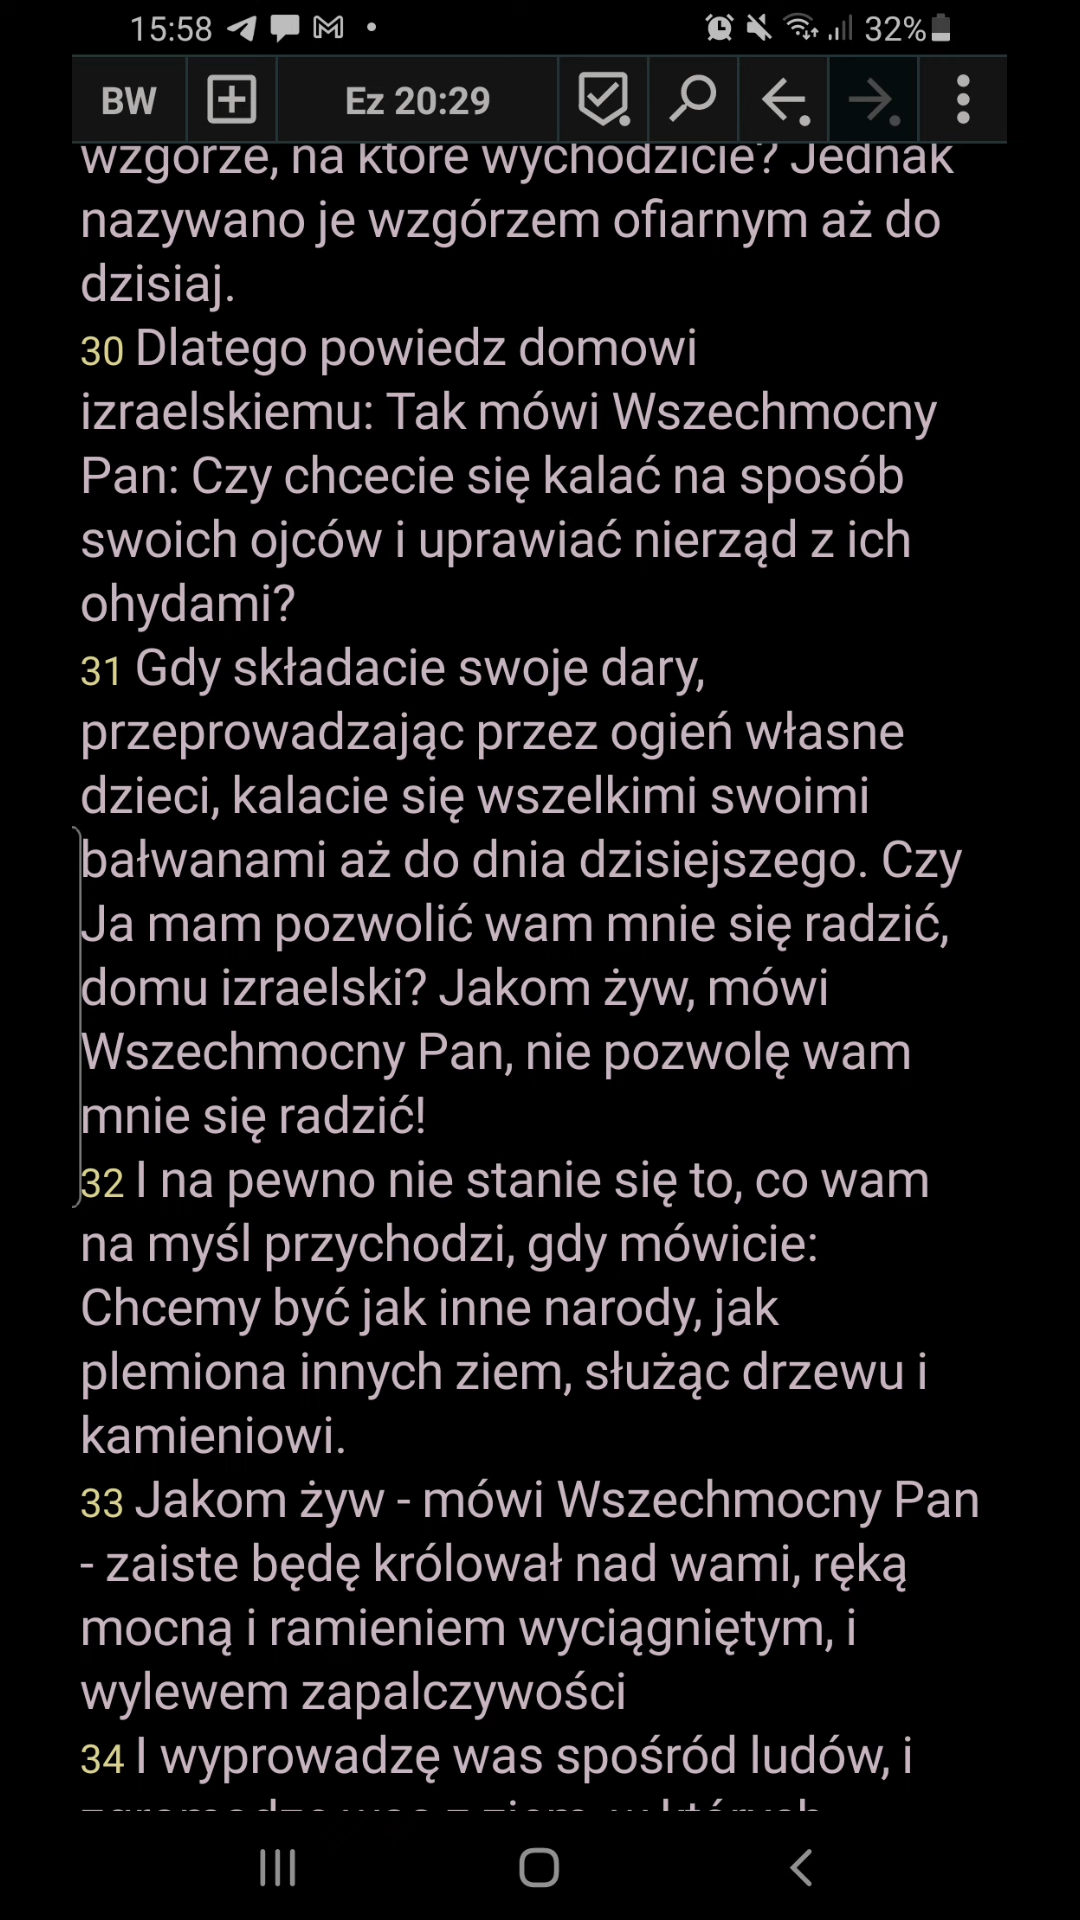 15:58 32%
BW Ez 20:29
wzgórze, na które wychodzicie? Jednak
nazywano je wzgórzem ofiarnym aż do
dzisiaj.
30 Dlatego powiedz domowi
izraelskiemu: Tak mówi Wszechmocny
Pan: Czy chcecie się kalać na sposób
swoich ojców i uprawiać nierząd z ich
ohydami?
31 Gdy składacie swoje dary,
przeprowadzając przez ogień własne
dzieci, kalacie się wszelkimi swoimi
bałwanami aż do dnia dzisiejszego. Czy
Ja mam pozwolić wam mnie się radzić,
domu izraelski? Jakom żyw, mówi
Wszechmocny Pan, nie pozwolę wam
mnie się radzić!
32 I na pewno nie stanie się to, co wam
na myśl przychodzi, gdy mówicie:
Chcemy być jak inne narody, jak
plemiona innych ziem, służąc drzewu i
kamieniowi.
33 Jakom żyw - mówi Wszechmocny Pan
- zaiste będę królował nad wami, ręką
mocną i ramieniem wyciągniętym, i
wylewem zapalczywości
34 I wyprowadzę was spośród ludów, i